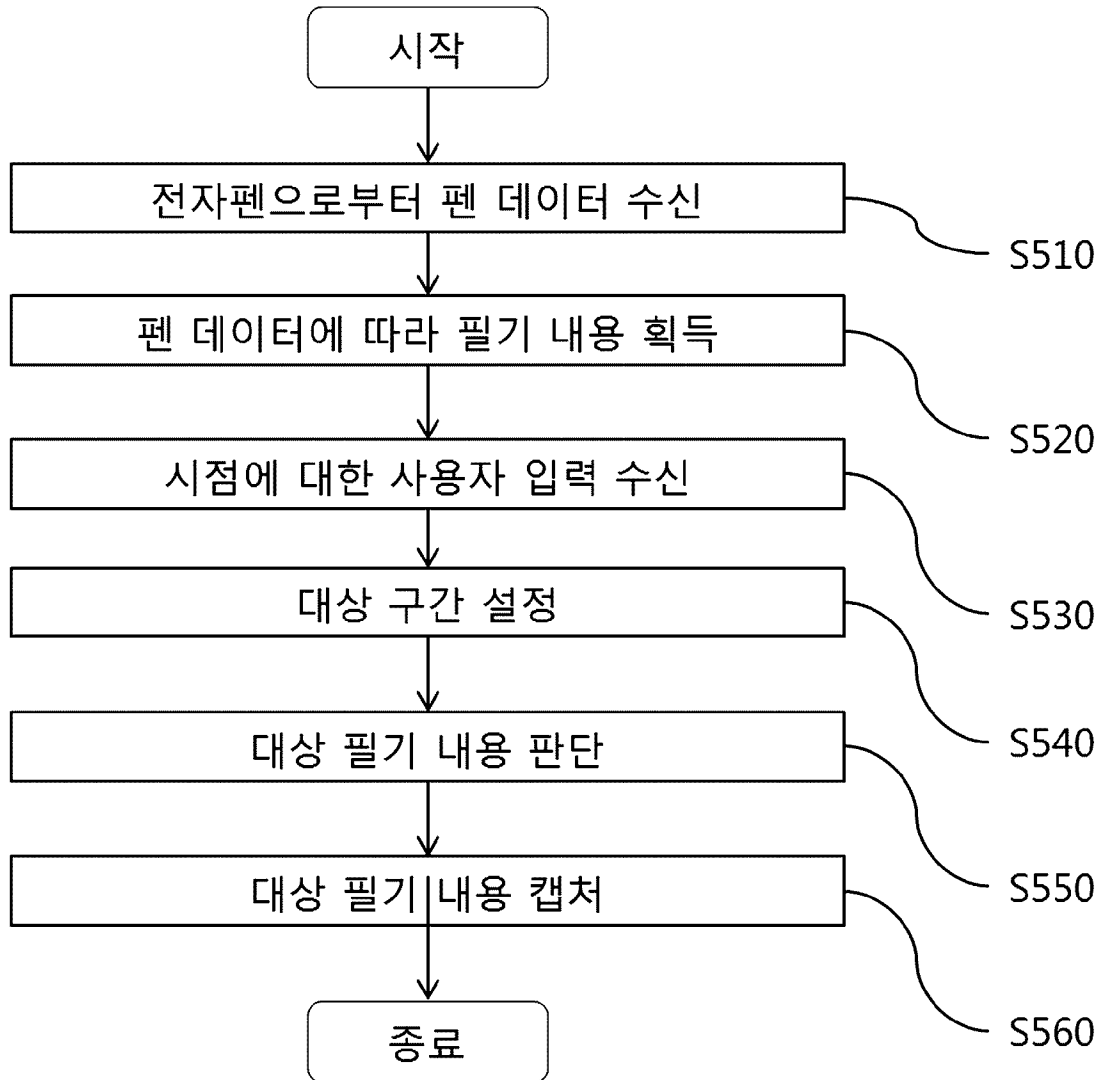 시작
전자펜으로부터 펜 데이터 수신
S510
펜 데이터에 따라 필기 내용 획득
S520
시점에 대한 사용자 입력 수신
S530
대상 구간 설정
S540
대상 필기 내용 판단
S550
대상 필기 내용 캡처
S560
종료